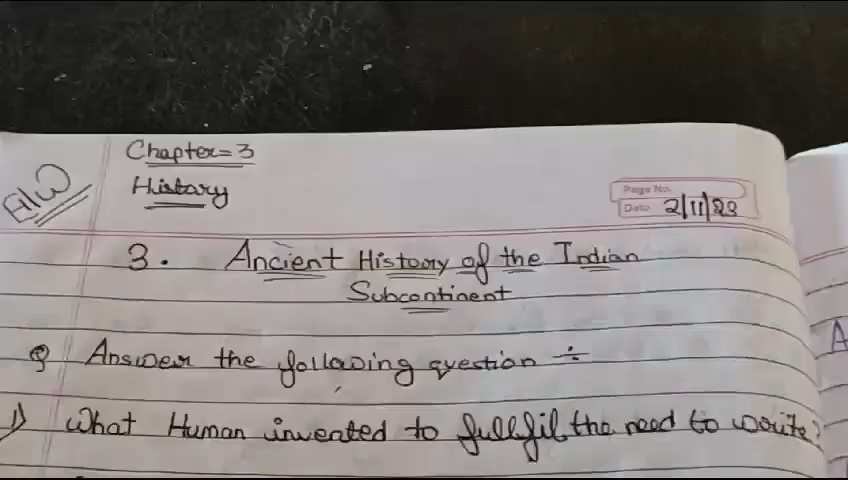 Chapter=3
History
H/W
Page No.
Date 2/11/23
3. Ancient History of the Indian
Subcontinent
Q Answer the following question ÷
1) What Human invented to fullfil the need to write?
A